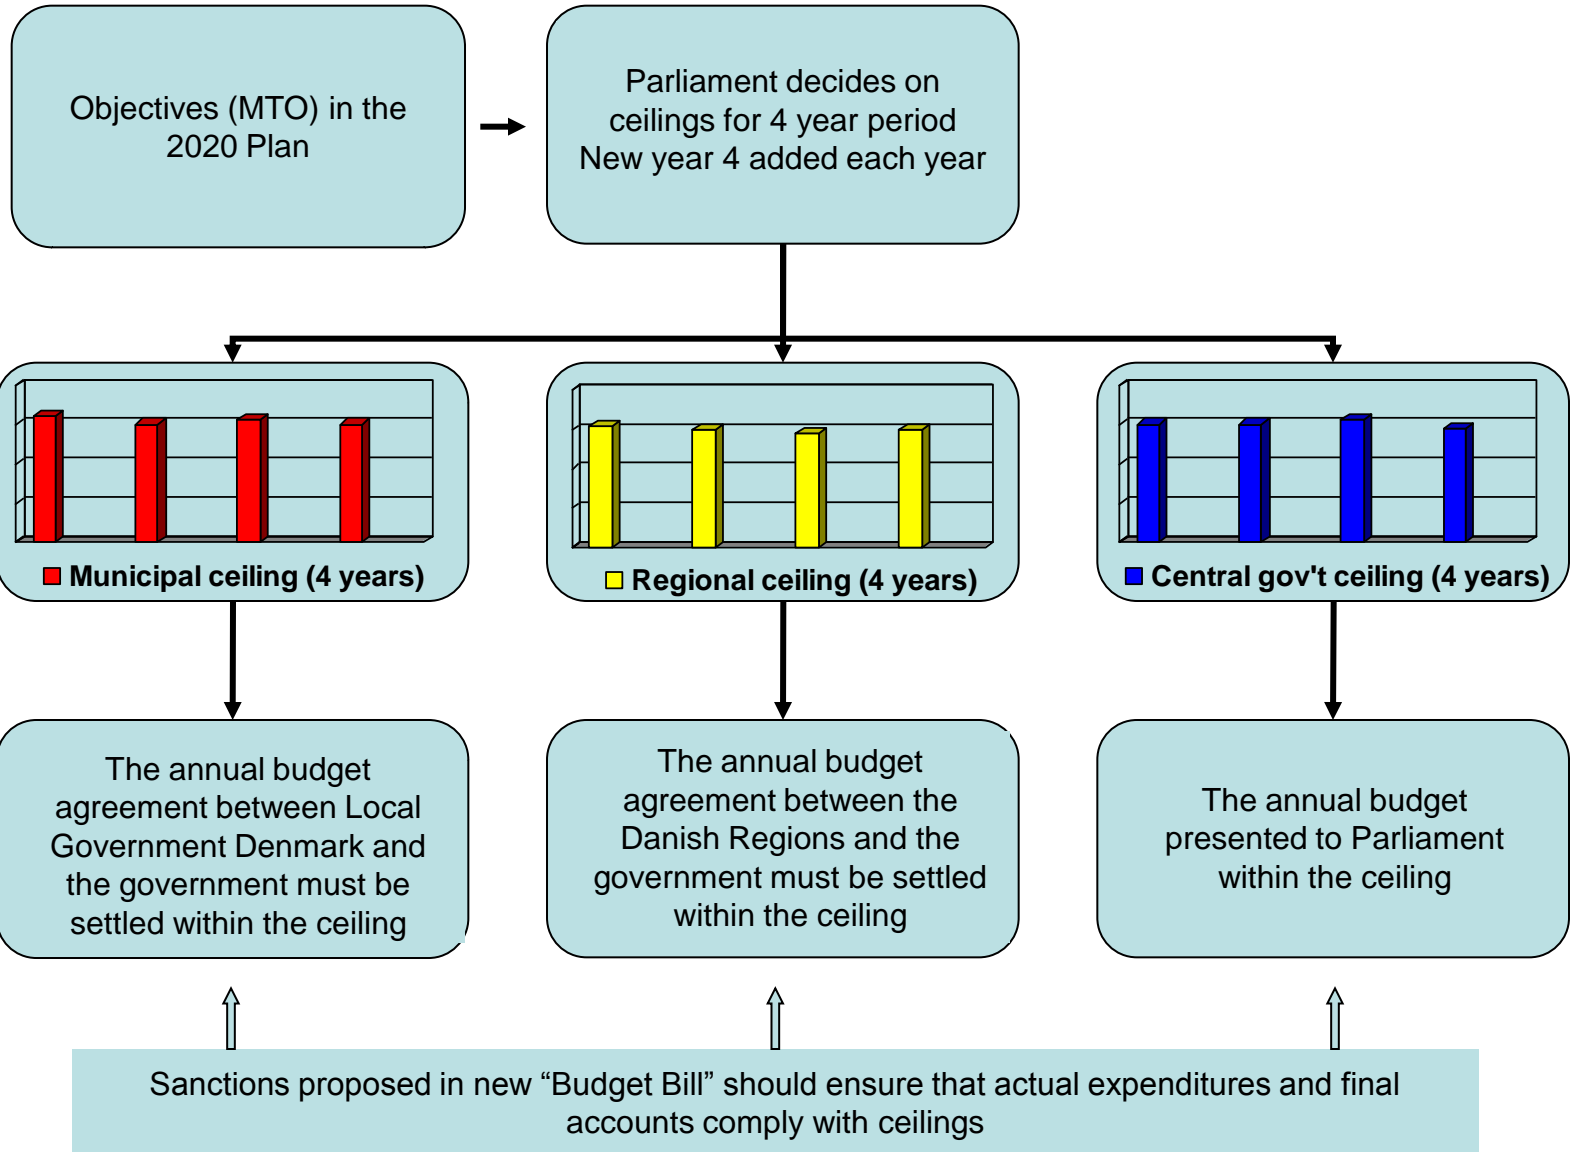 Objectives (MTO) in the
2020 Plan
Parliament decides on
ceilings for 4 year period
New year 4 added each year
Municipal ceiling (4 years)
Regional ceiling (4 years)
Central gov't ceiling (4 years)
The annual budget
agreement between Local
Government Denmark and
the government must be
settled within the ceiling
The annual budget
agreement between the
Danish Regions and the
government must be settled
within the ceiling
The annual budget
presented to Parliament
within the ceiling
Sanctions proposed in new “Budget Bill” should ensure that actual expenditures and final
accounts comply with ceilings